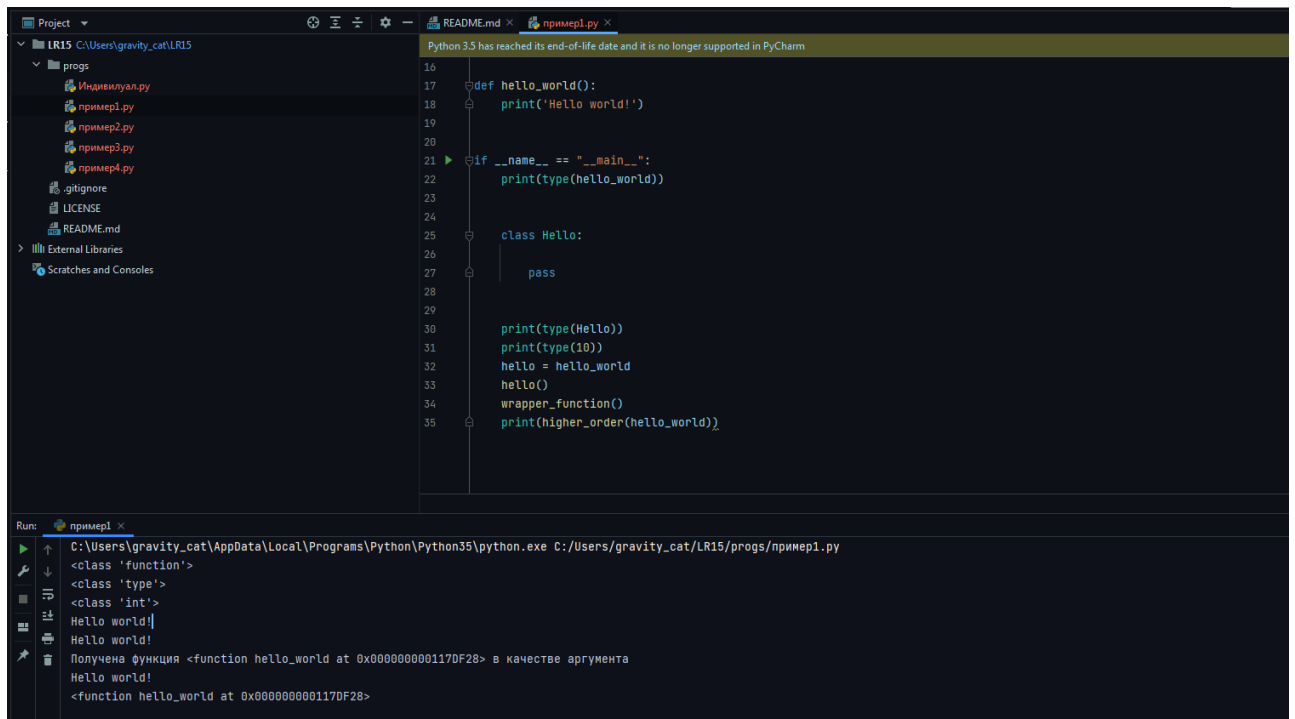 Project
README.md
пример1.py
LR15 C:\Users\gravity_cat\LR15
progs
Индивилуал.py
пример1.py
пример2.py
пример3.py
пример4.py
.gitignore
LICENSE
README.md
External Libraries
Scratches and Consoles
Python 3.5 has reached its end-of-life date and it is no longer supported in PyCharm
16
17 def hello_world():
18 print('Hello world!')
19
20
21 if __name__ == "__main__":
22 print(type(hello_world))
23
24
25 class Hello:
26
27 pass
28
29
30 print(type(Hello))
31 print(type(10))
32 hello = hello_world
33 hello()
34 wrapper_function()
35 print(higher_order(hello_world))
Run: пример1
C:\Users\gravity_cat\AppData\Local\Programs\Python\Python35\python.exe C:/Users/gravity_cat/LR15/progs/пример1.py
<class 'function'>
<class 'type'>
<class 'int'>
Hello world!
Hello world!
Получена функция <function hello_world at 0x000000000117DF28> в качестве аргумента
Hello world!
<function hello_world at 0x000000000117DF28>